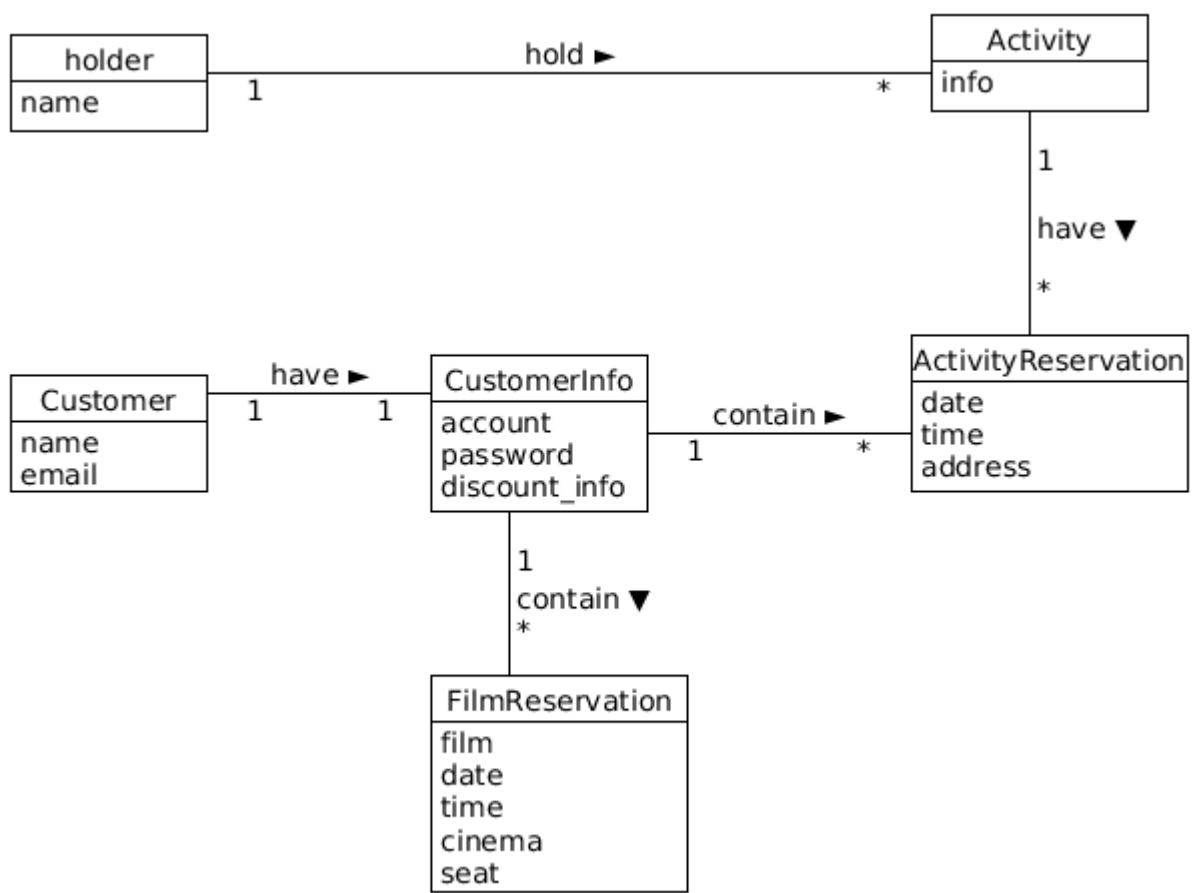 holder
name
hold ►
1
*
Activity
info
1
have ▼
*
Customer
name
email
have ►
1
1
CustomerInfo
account
password
discount_info
contain ►
1
*
ActivityReservation
date
time
address
1
contain ▼
*
FilmReservation
film
date
time
cinema
seat